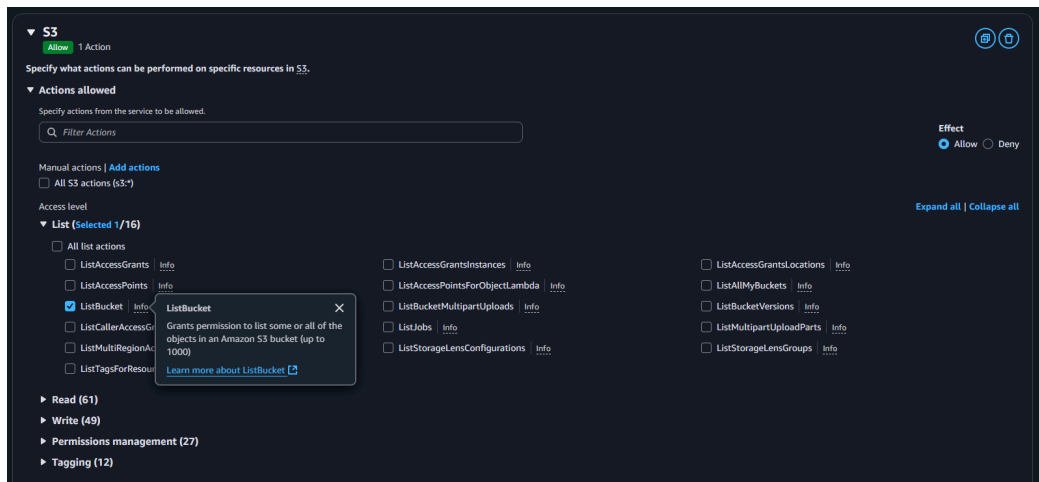 S3
Allow 1 Action
Specify what actions can be performed on specific resources in S3.
Actions allowed
Specify actions from the service to be allowed.
Filter Actions
Effect
Allow Deny
Manual actions | Add actions
All S3 actions (s3:*)
Access level
Expand all | Collapse all
List (Selected 1/16)
All list actions
ListAccessGrants Info
ListAccessGrantsInstances Info
ListAccessGrantsLocations Info
ListAccessPoints Info
ListAccessPointsForObjectLambda Info
ListAllMyBuckets Info
ListBucket Info
ListBucketMultipartUploads Info
ListBucketVersions Info
ListCallerAccessGr
ListJobs Info
ListMultipartUploadParts Info
ListMultiRegionAc
ListStorageLensConfigurations Info
ListStorageLensGroups Info
ListTagsForResour
ListBucket
Grants permission to list some or all of the
objects in an Amazon S3 bucket (up to
1000)
Learn more about ListBucket
Read (61)
Write (49)
Permissions management (27)
Tagging (12)